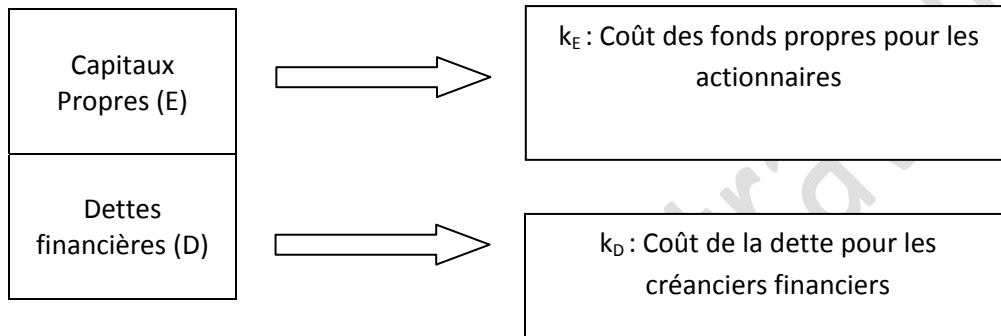 Capitaux
Propres (E)
k_E : Coût des fonds propres pour les
actionnaires
Dettes
financières (D)
k_D : Coût de la dette pour les
créanciers financiers